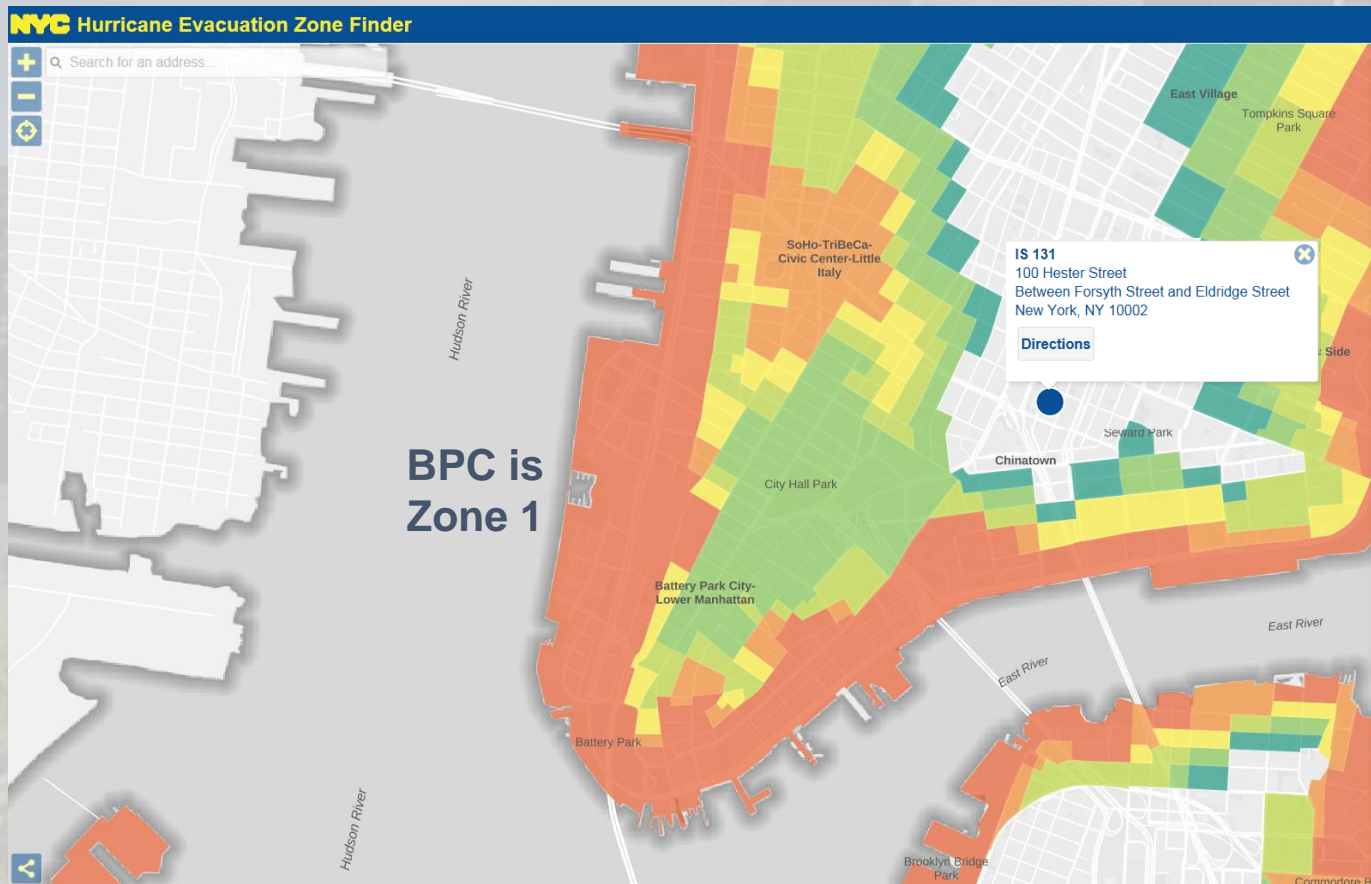 NYC Hurricane Evacuation Zone Finder
Search for an address...
East Village
Tompkins Square
Park
SoHo-TriBeCa-
Civic Center-Little
Italy
IS 131
100 Hester Street
Between Forsyth Street and Eldridge Street
New York, NY 10002
Directions
Side
Hudson River
Seward Park
Chinatown
BPC is
Zone 1
City Hall Park
Battery Park City-
Lower Manhattan
East River
East River
Battery Park
Hudson River
Brooklyn Bridge
Park
Commodore